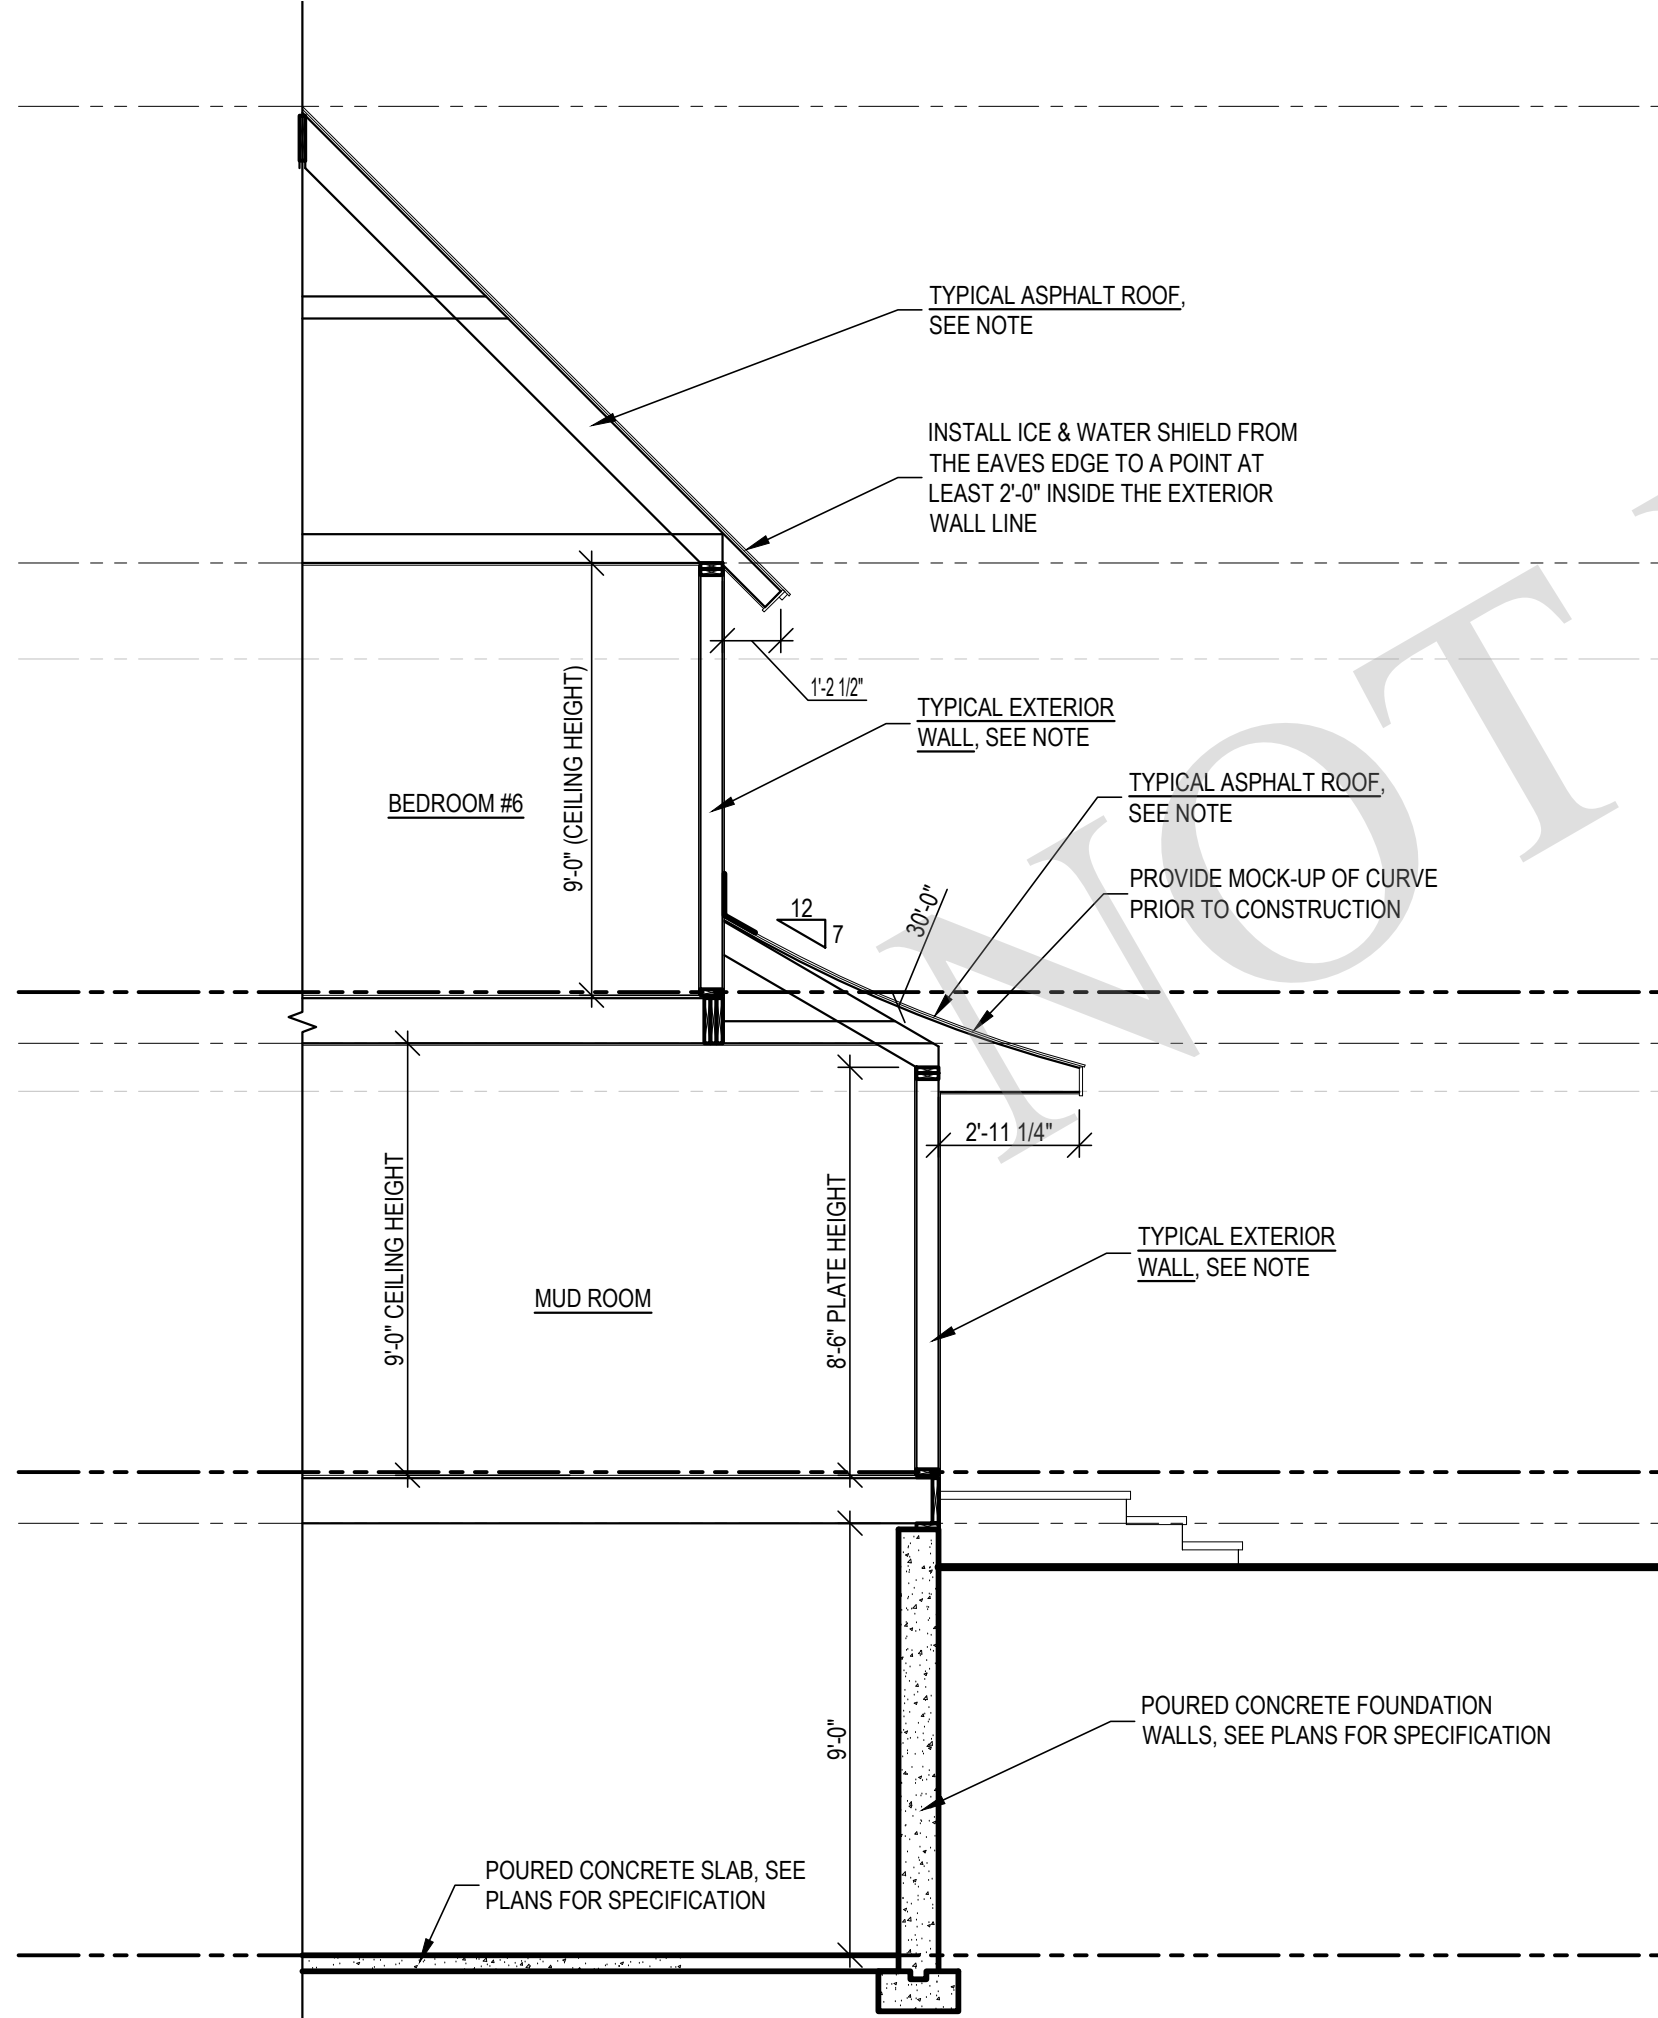 TYPICAL ASPHALT ROOF,
SEE NOTE
INSTALL ICE & WATER SHIELD FROM
THE EAVES EDGE TO A POINT AT
LEAST 2'-0" INSIDE THE EXTERIOR
WALL LINE
1'-2 1/2"
9'-0" (CEILING HEIGHT)
TYPICAL EXTERIOR
WALL, SEE NOTE
BEDROOM #6
TYPICAL ASPHALT ROOF,
SEE NOTE
PROVIDE MOCK-UP OF CURVE
PRIOR TO CONSTRUCTION
12
7
30'-0"
NOT
2'-11 1/4"
9'-0" CEILING HEIGHT
8'-6" PLATE HEIGHT
TYPICAL EXTERIOR
WALL, SEE NOTE
MUD ROOM
POURED CONCRETE FOUNDATION
WALLS, SEE PLANS FOR SPECIFICATION
9'-0"
POURED CONCRETE SLAB, SEE
PLANS FOR SPECIFICATION